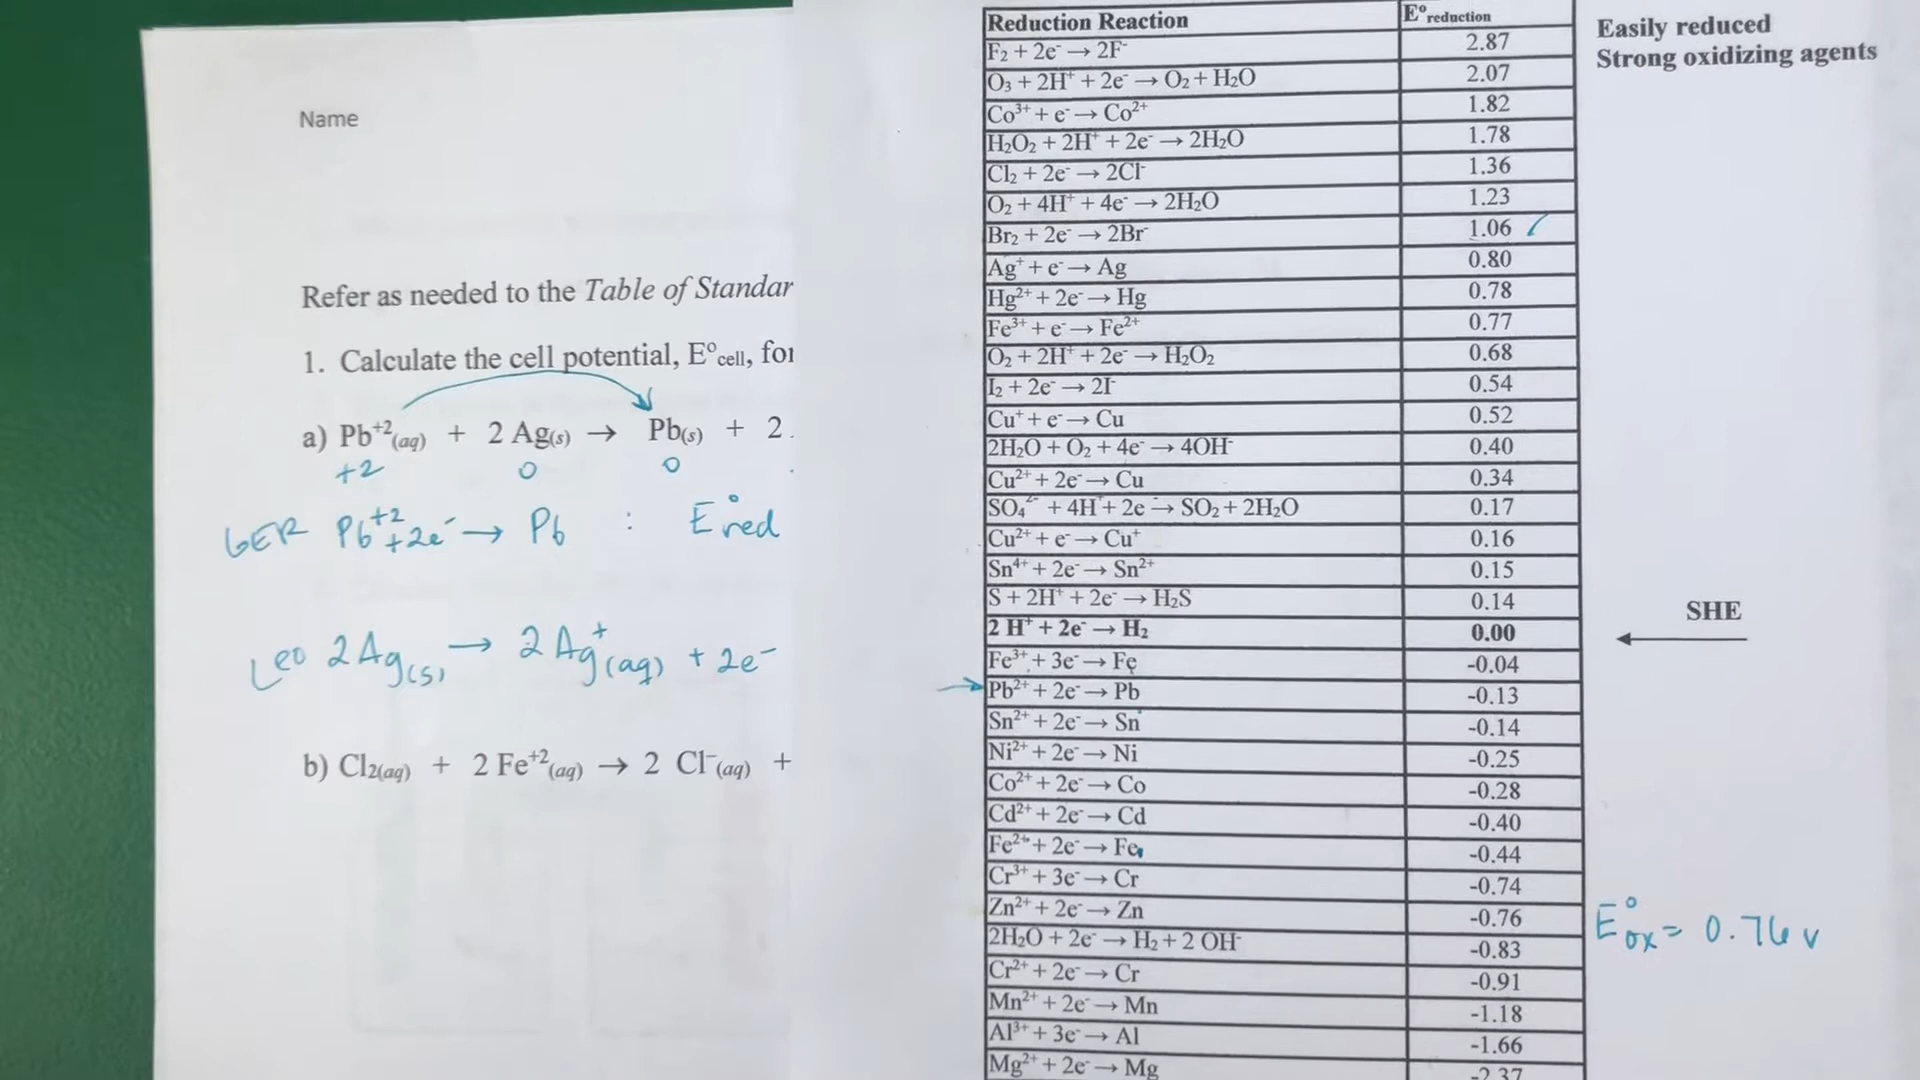 Name
Refer as needed to the Table of Standar
1. Calculate the cell potential, E°cell, for
a) Pb⁺²(aq) + 2 Ag(s) → Pb(s) + 2
+2 0 0
GER Pb⁺² + 2e⁻ → Pb : E°red
LEO 2Ag(s) → 2Ag⁺(aq) + 2e⁻
b) Cl₂(aq) + 2 Fe⁺²(aq) → 2 Cl⁻(aq) +
Reduction Reaction E°reduction
F₂ + 2e⁻ → 2F⁻ 2.87
O₃ + 2H⁺ + 2e⁻ → O₂ + H₂O 2.07
Co³⁺ + e⁻ → Co²⁺ 1.82
H₂O₂ + 2H⁺ + 2e⁻ → 2H₂O 1.78
Cl₂ + 2e⁻ → 2Cl⁻ 1.36
O₂ + 4H⁺ + 4e⁻ → 2H₂O 1.23
Br₂ + 2e⁻ → 2Br⁻ 1.06
Ag⁺ + e⁻ → Ag 0.80
Hg²⁺ + 2e⁻ → Hg 0.78
Fe³⁺ + e⁻ → Fe²⁺ 0.77
O₂ + 2H⁺ + 2e⁻ → H₂O₂ 0.68
I₂ + 2e⁻ → 2I⁻ 0.54
Cu⁺ + e⁻ → Cu 0.52
2H₂O + O₂ + 4e⁻ → 4OH⁻ 0.40
Cu²⁺ + 2e⁻ → Cu 0.34
SO₄²⁻ + 4H⁺ + 2e⁻ → SO₂ + 2H₂O 0.17
Cu²⁺ + e⁻ → Cu⁺ 0.16
Sn⁴⁺ + 2e⁻ → Sn²⁺ 0.15
S + 2H⁺ + 2e⁻ → H₂S 0.14
2 H⁺ + 2e⁻ → H₂ 0.00
Fe³⁺ + 3e⁻ → Fe -0.04
Pb²⁺ + 2e⁻ → Pb -0.13
Sn²⁺ + 2e⁻ → Sn -0.14
Ni²⁺ + 2e⁻ → Ni -0.25
Co²⁺ + 2e⁻ → Co -0.28
Cd²⁺ + 2e⁻ → Cd -0.40
Fe²⁺ + 2e⁻ → Fe -0.44
Cr³⁺ + 3e⁻ → Cr -0.74
Zn²⁺ + 2e⁻ → Zn -0.76
2H₂O + 2e⁻ → H₂ + 2 OH⁻ -0.83
Cr²⁺ + 2e⁻ → Cr -0.91
Mn²⁺ + 2e⁻ → Mn -1.18
Al³⁺ + 3e⁻ → Al -1.66
Mg²⁺ + 2e⁻ → Mg -2.37
Easily reduced
Strong oxidizing agents
SHE
E°ox = 0.76 v